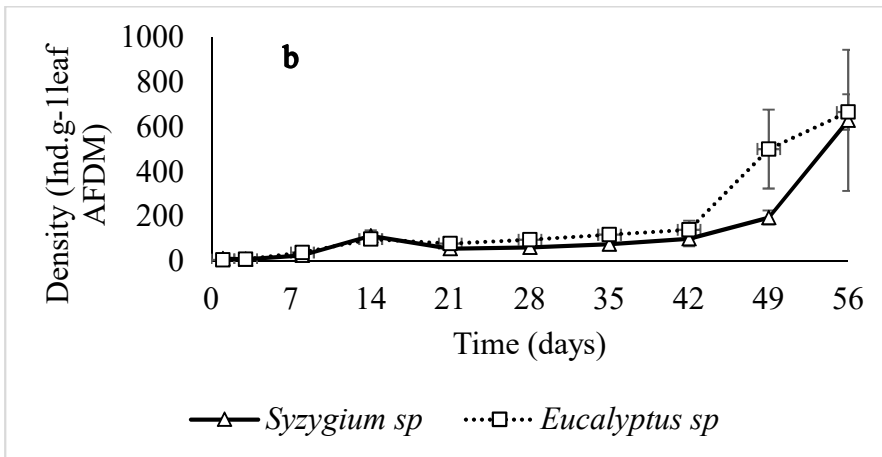 b
1000
800
600
400
200
0
Density (Ind.g-1leaf
AFDM)
0 7 14 21 28 35 42 49 56
Time (days)
Syzygium sp Eucalyptus sp